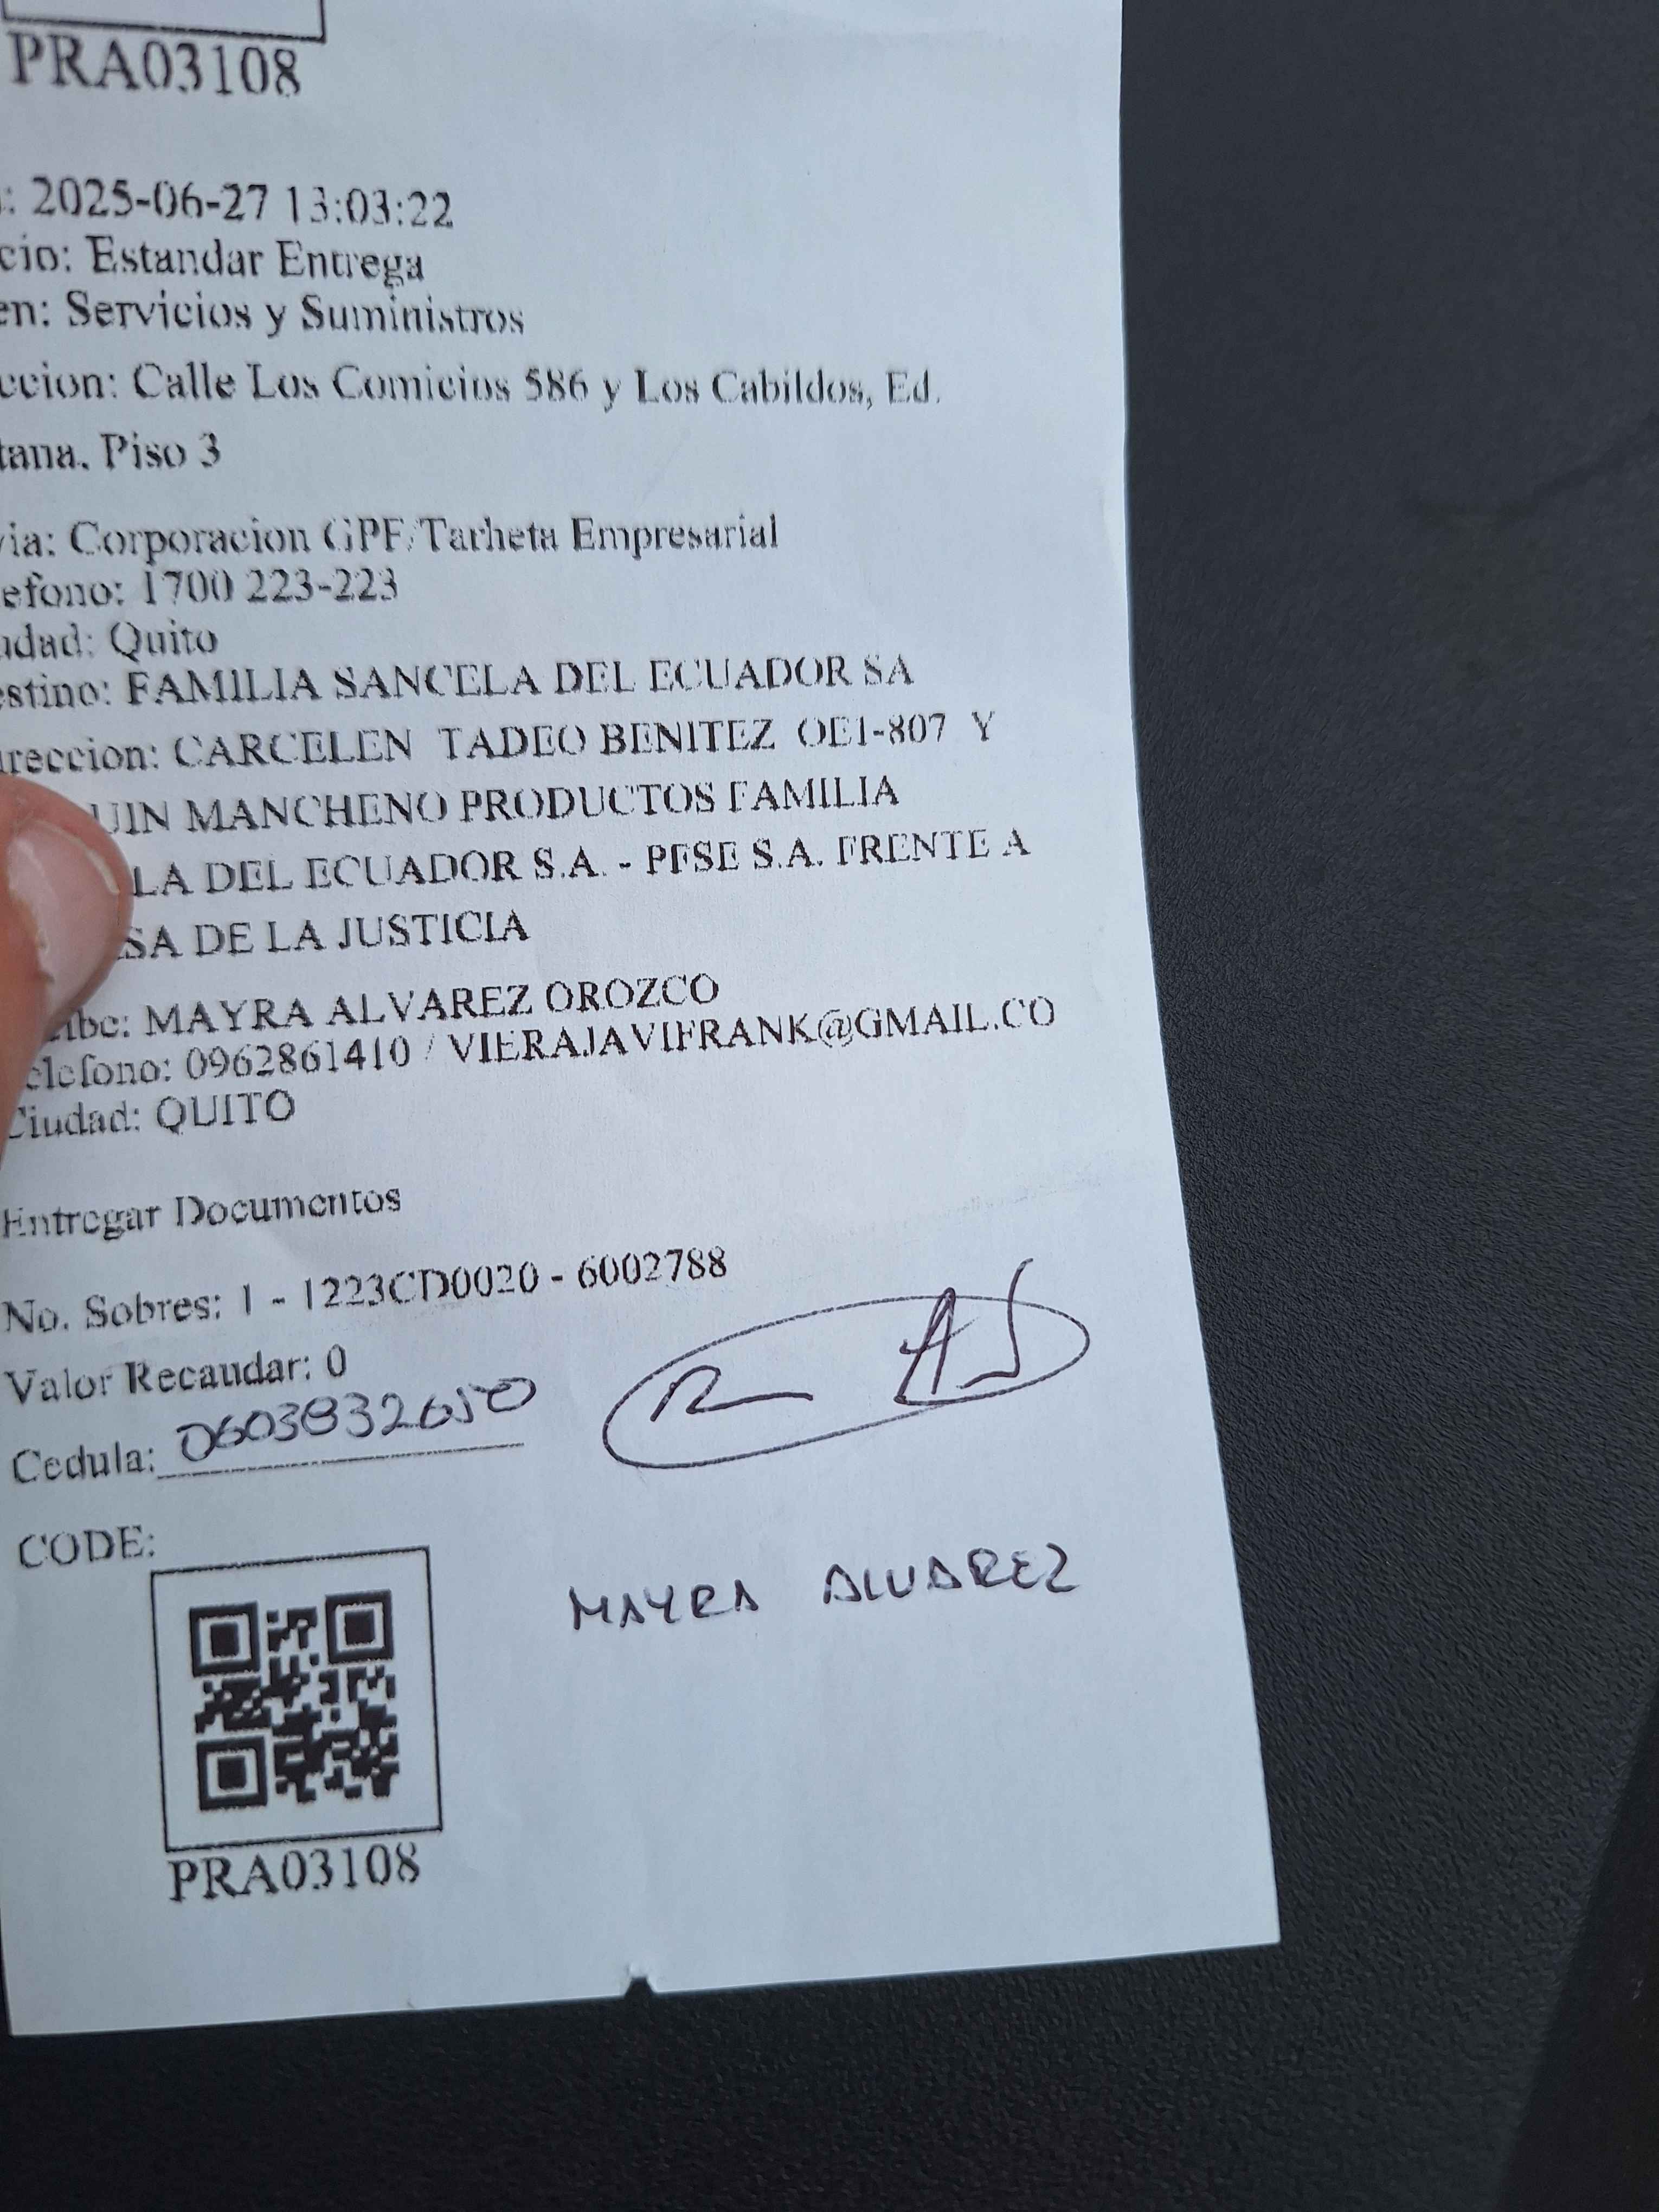 PRA03108
: 2025-06-27 13:03:22
cio: Estandar Entrega
en: Servicios y Suministros
ccion: Calle Los Comicios 586 y Los Cabildos, Ed.
tana. Piso 3
via: Corporacion GPF/Tarheta Empresarial
efono: 1700 223-223
udad: Quito
estino: FAMILIA SANCELA DEL ECUADOR SA
ireccion: CARCELEN TADEO BENITEZ OE1-807 Y
UIN MANCHENO PRODUCTOS FAMILIA
LA DEL ECUADOR S.A. - PFSE S.A. FRENTE A
SA DE LA JUSTICIA
ibe: MAYRA ALVAREZ OROZCO
elefono: 0962861410 / VIERAJAVIFRANK@GMAIL.CO
Ciudad: QUITO
Entregar Documentos
No. Sobres: 1 - 1223CD0020 - 6002788
Valor Recaudar: 0
Cedula: 0603832650
CODE:
MAYRA ALVAREZ
PRA03108